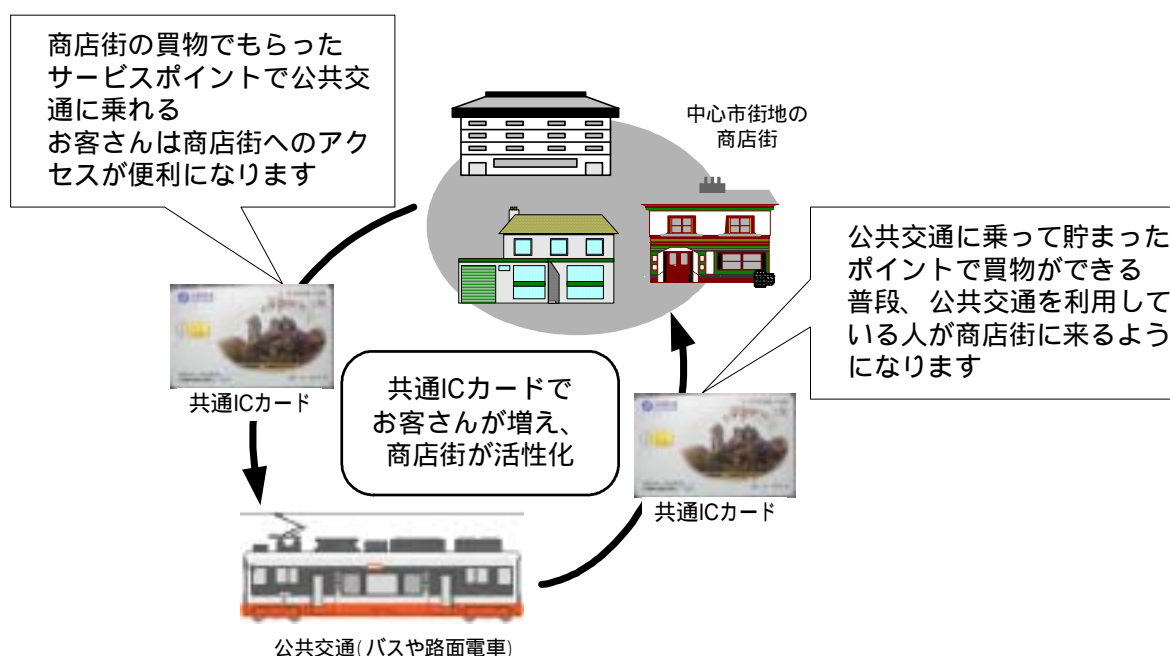 商店街の買物でもらった
サービスポイントで公共交
通に乗れる
お客さんは商店街へのアク
セスが便利になります
中心市街地の
商店街
公共交通に乗って貯まった
ポイントで買物ができる
普段、公共交通を利用して
いる人が商店街に来るよう
になります
共通ICカード
共通ICカードで
お客さんが増え、
商店街が活性化
共通ICカード
公共交通(バスや路面電車)